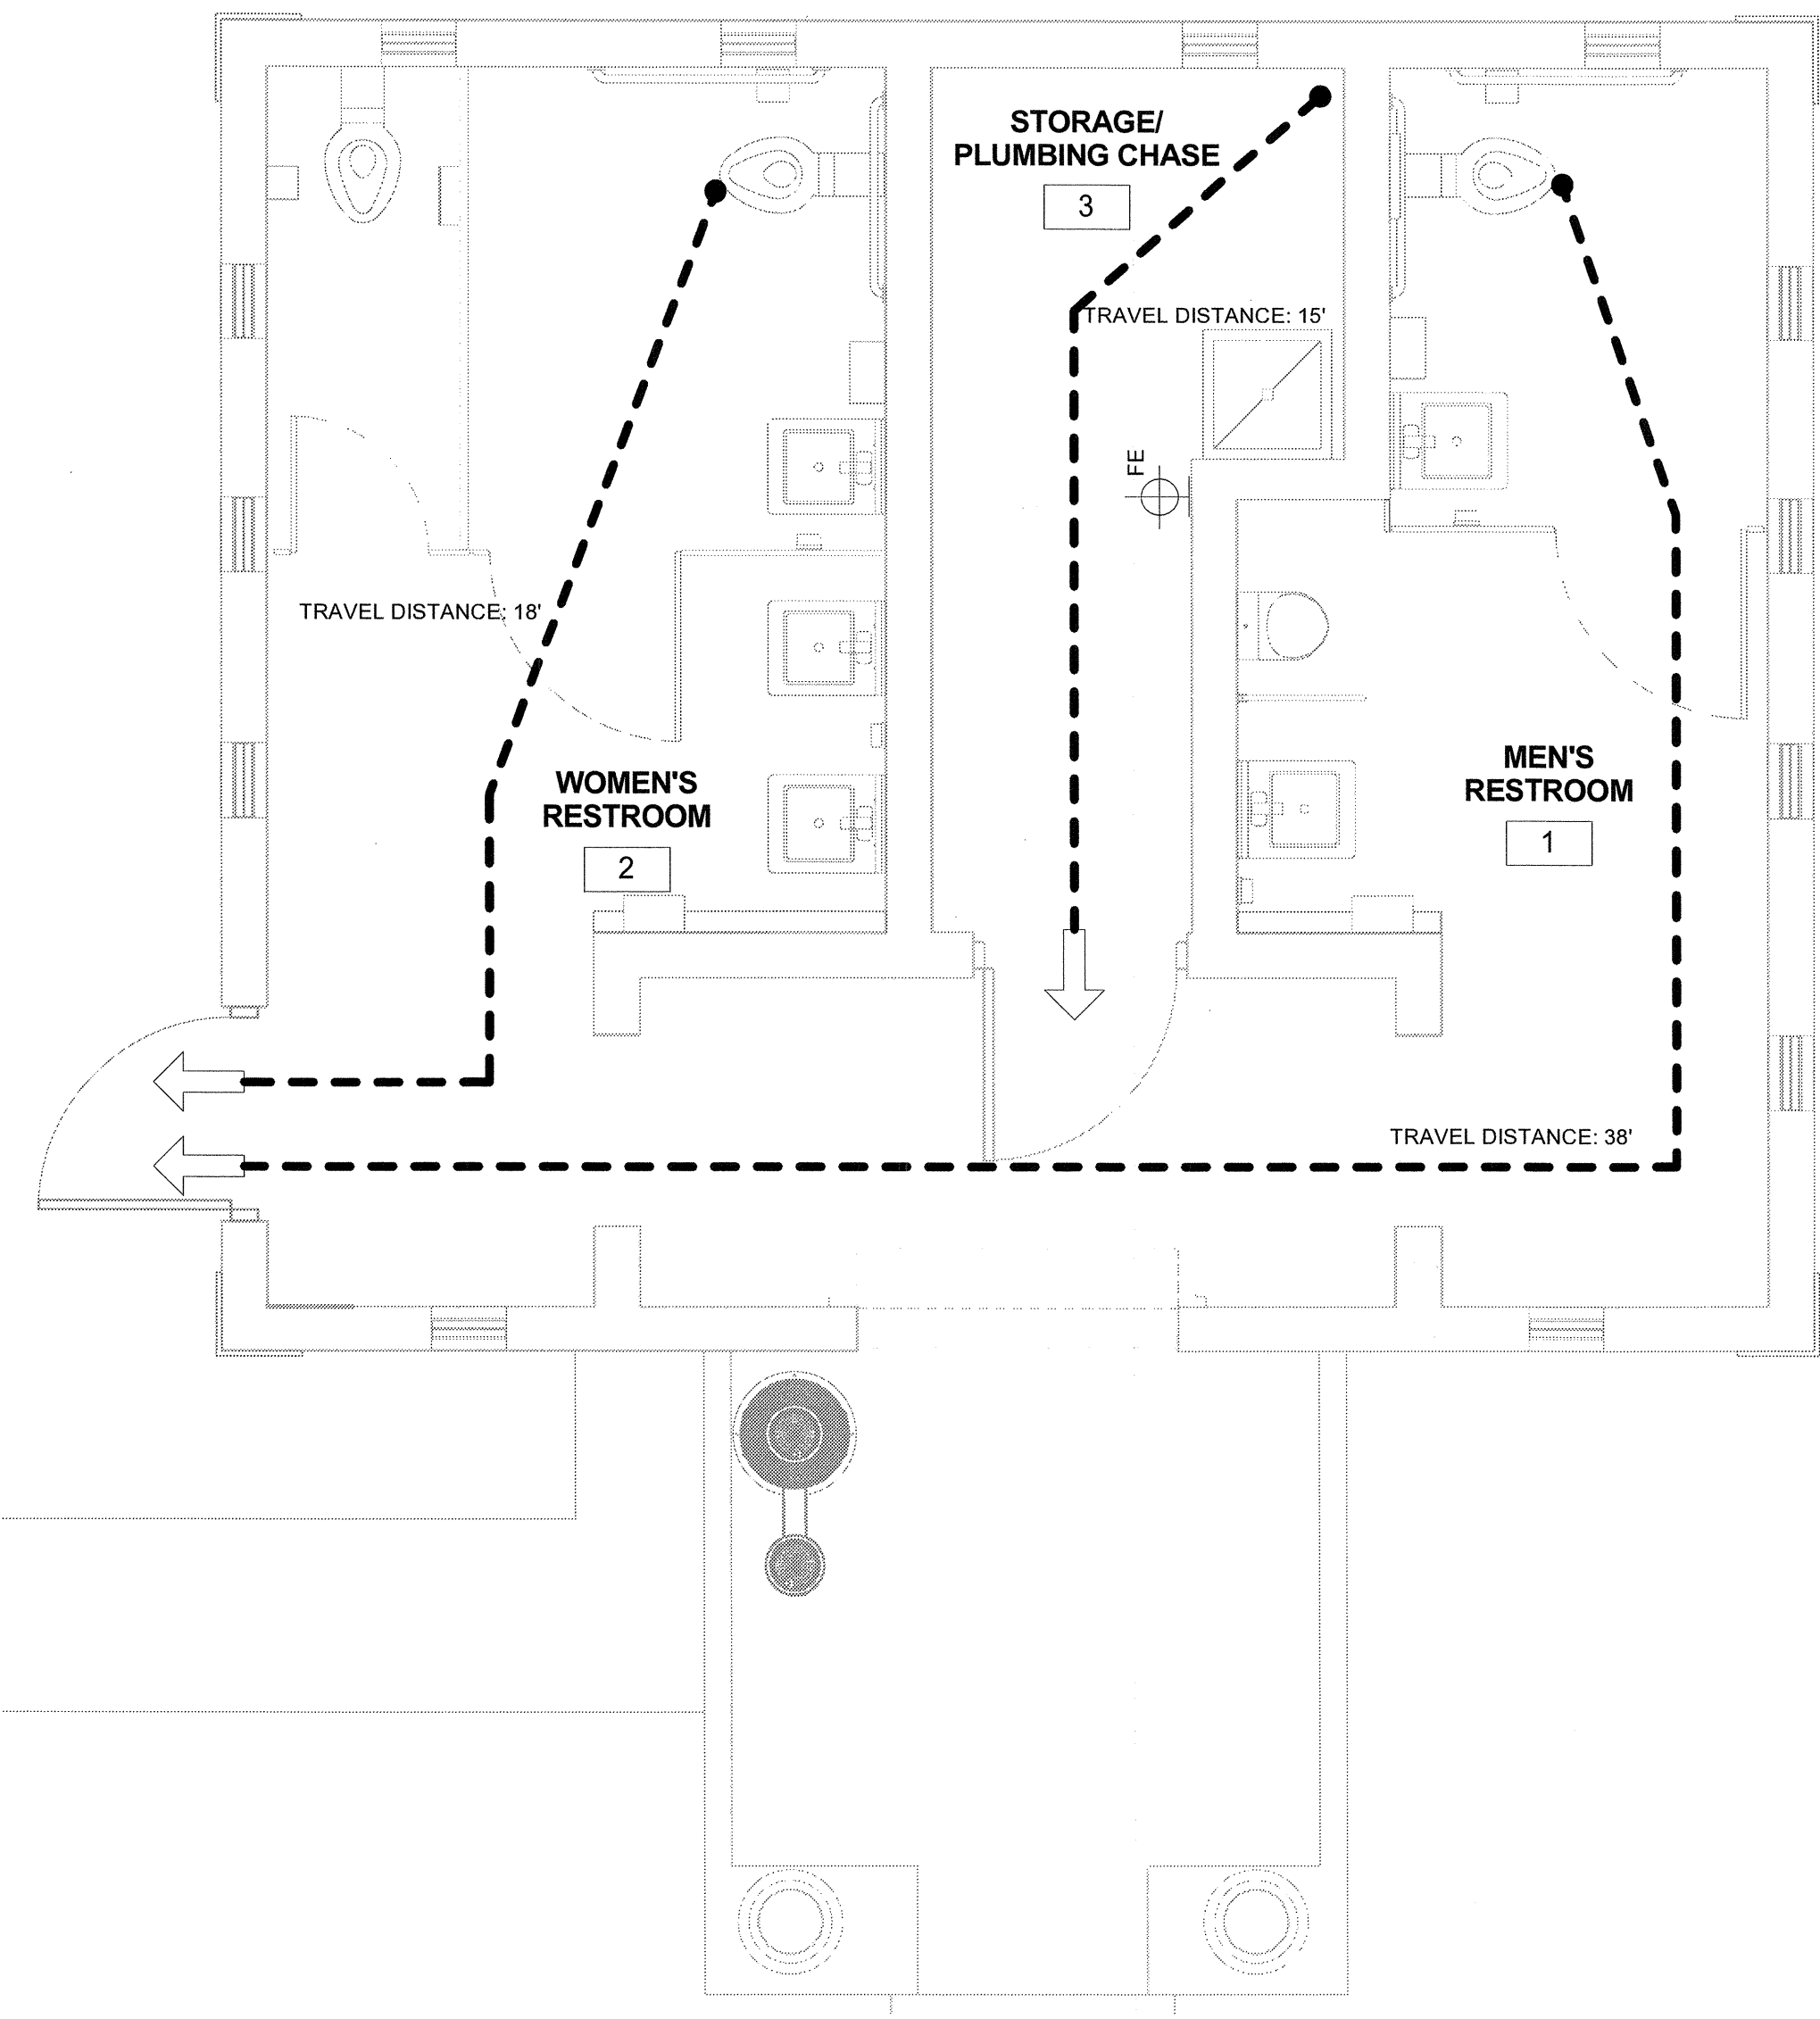 STORAGE/
PLUMBING CHASE
3
TRAVEL DISTANCE: 15'
FE
TRAVEL DISTANCE: 18'
WOMEN'S
RESTROOM
2
MEN'S
RESTROOM
1
TRAVEL DISTANCE: 38'